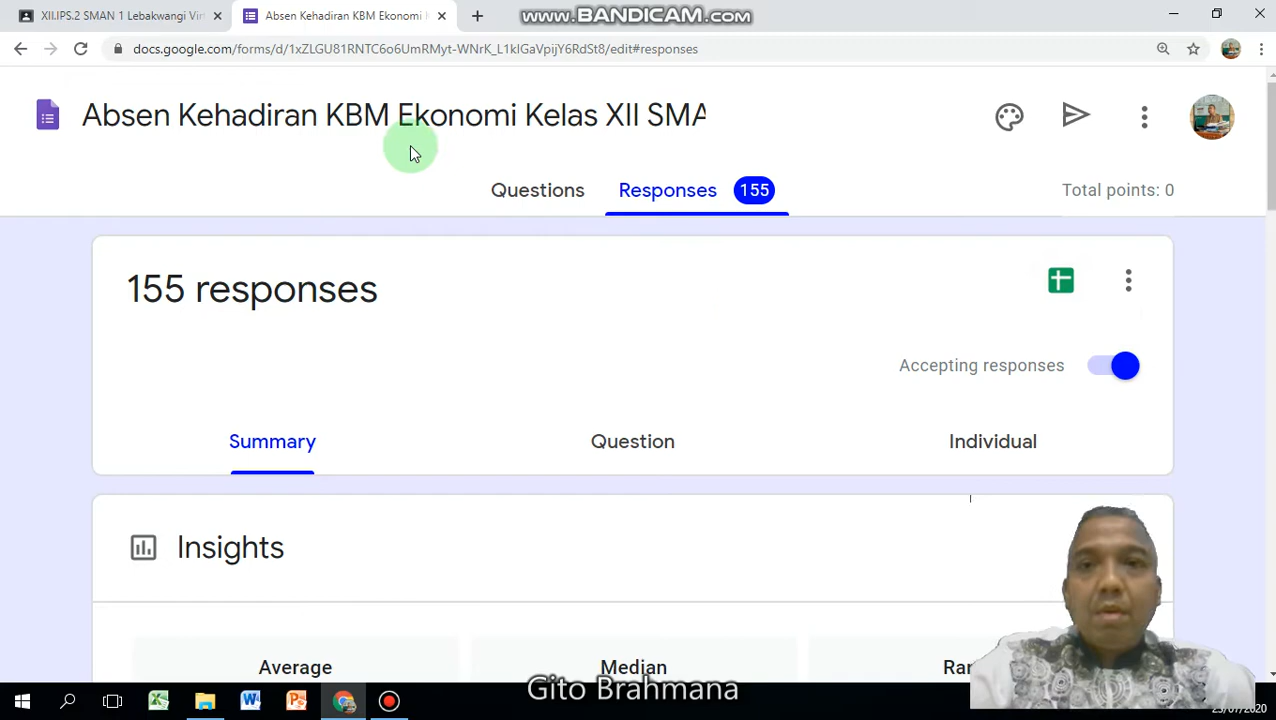 XII.IPS.2 SMAN 1 Lebakwangi Vir
Absen Kehadiran KBM Ekonomi
www.BANDICAM.com
docs.google.com/forms/d/1xZLGU81RNTC6o6UmRMyt-WNrK_L1kIGaVpijY6RdSt8/edit#responses
Absen Kehadiran KBM Ekonomi Kelas XII SMA
Questions
Responses 155
Total points: 0
155 responses
Accepting responses
Summary
Question
Individual
Insights
Average
Median
Gito Brahmana